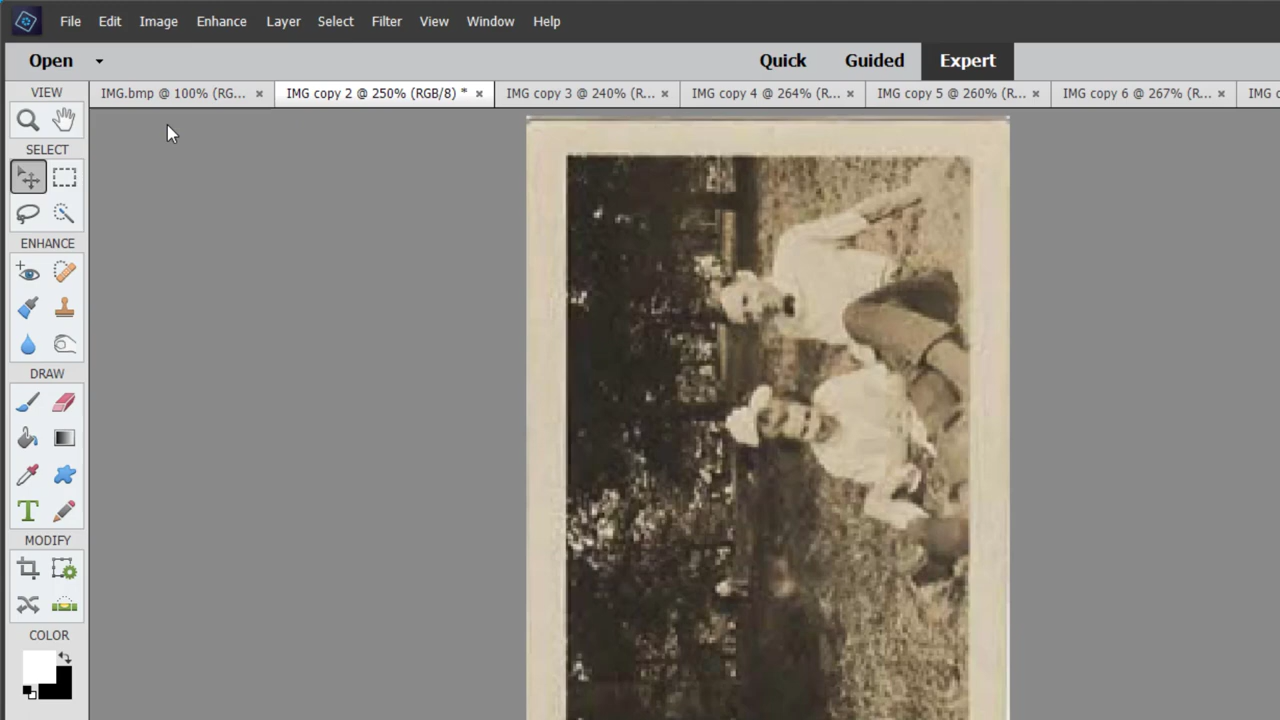 File Edit Image Enhance Layer Select Filter View Window Help
Open Quick Guided Expert
VIEW IMG.bmp @ 100% (RG... × IMG copy 2 @ 250% (RGB/8) * × IMG copy 3 @ 240% (R... × IMG copy 4 @ 264% (R... × IMG copy 5 @ 260% (R... × IMG copy 6 @ 267% (R... × IMG c
SELECT
ENHANCE
DRAW
T
MODIFY
COLOR